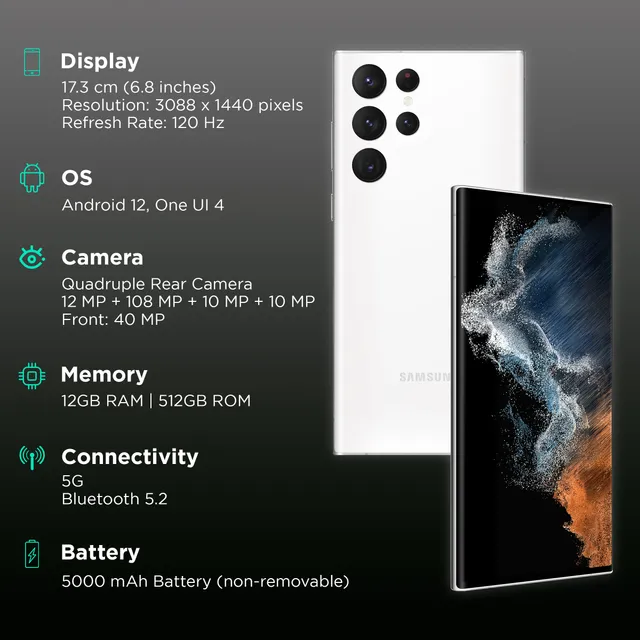 Display
17.3 cm (6.8 inches)
Resolution: 3088 x 1440 pixels
Refresh Rate: 120 Hz
OS
Android 12, One UI 4
Camera
Quadruple Rear Camera
12 MP + 108 MP + 10 MP + 10 MP
Front: 40 MP
Memory
12GB RAM | 512GB ROM
Connectivity
5G
Bluetooth 5.2
Battery
5000 mAh Battery (non-removable)
SAMSUN